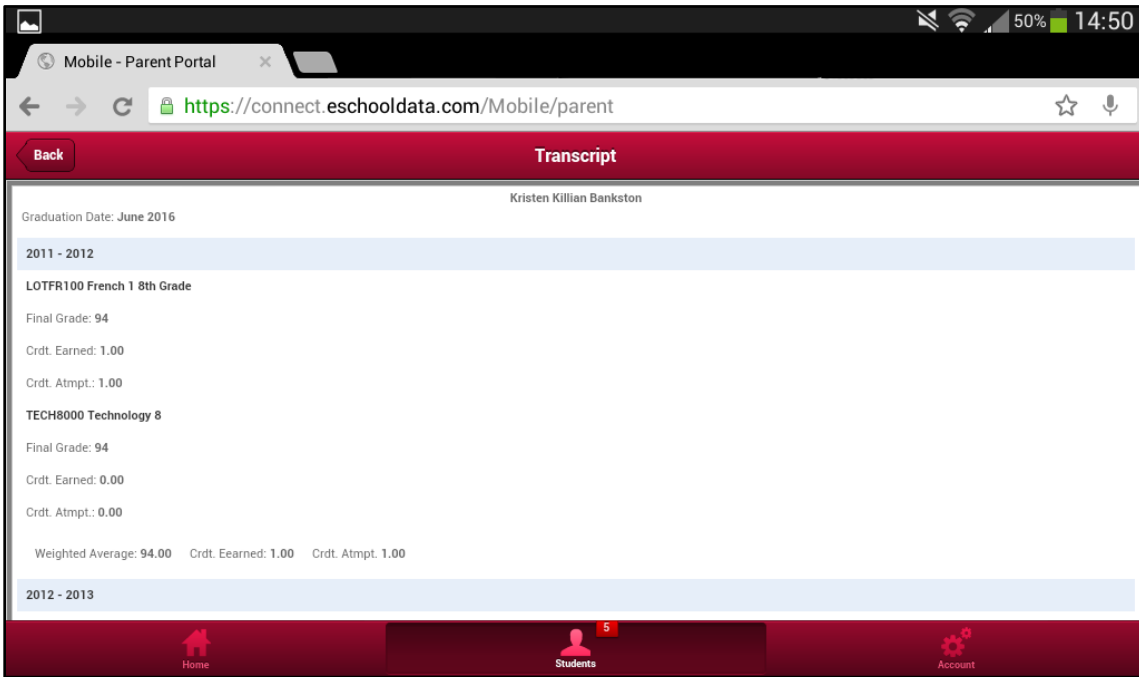 50% 14:50
Mobile - Parent Portal ×
https://connect.eschooldata.com/Mobile/parent
Back
Transcript
Kristen Killian Bankston
Graduation Date: June 2016
2011 - 2012
LOTFR100 French 1 8th Grade
Final Grade: 94
Crdt. Earned: 1.00
Crdt. Atmpt.: 1.00
TECH8000 Technology 8
Final Grade: 94
Crdt. Earned: 0.00
Crdt. Atmpt.: 0.00
Weighted Average: 94.00 Crdt. Eearned: 1.00 Crdt. Atmpt. 1.00
2012 - 2013
5
Home Students Account